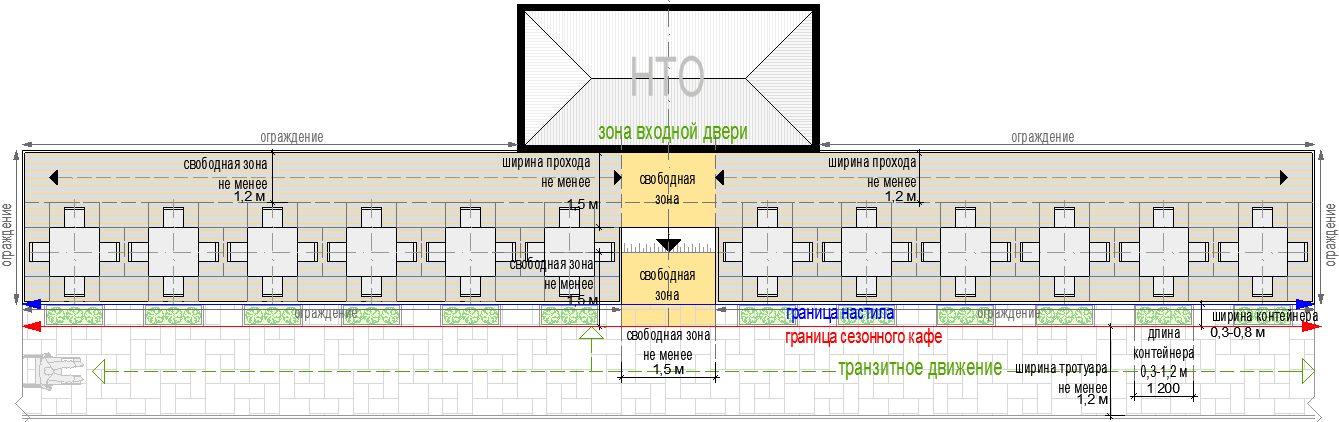 НТО
зона входной двери
ограждение
ограждение
свободная зона
не менее
1,2 м
ширина прохода
не менее
1,5 м
свободная
зона
ширина прохода
не менее
1,2 м
ограждение
ограждение
свободная зона
не менее
1,5 м
свободная
зона
ограждение
граница настила
ограждение
ширина контейнера
0,3-0,8 м
свободная зона
не менее
1,5 м
граница сезонного кафе
транзитное движение
ширина тротуара
не менее
1,2 м
длина
контейнера
0,3-1,2 м
1 200